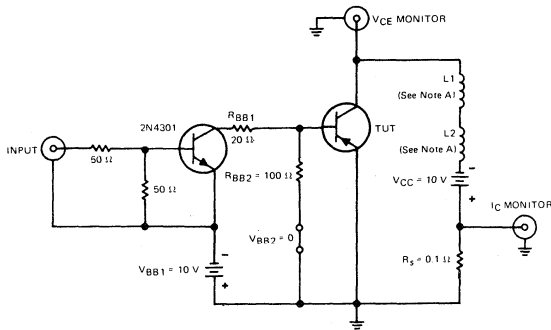 VCE MONITOR
L1
(See Note A)
2N4301
RBB1
20 Ω
TUT
INPUT
50 Ω
L2
(See Note A)
RBB2 = 100 Ω
−
VCC = 10 V
+
50 Ω
IC MONITOR
VBB2 = 0
−
VBB1 = 10 V
+
Rs = 0.1 Ω